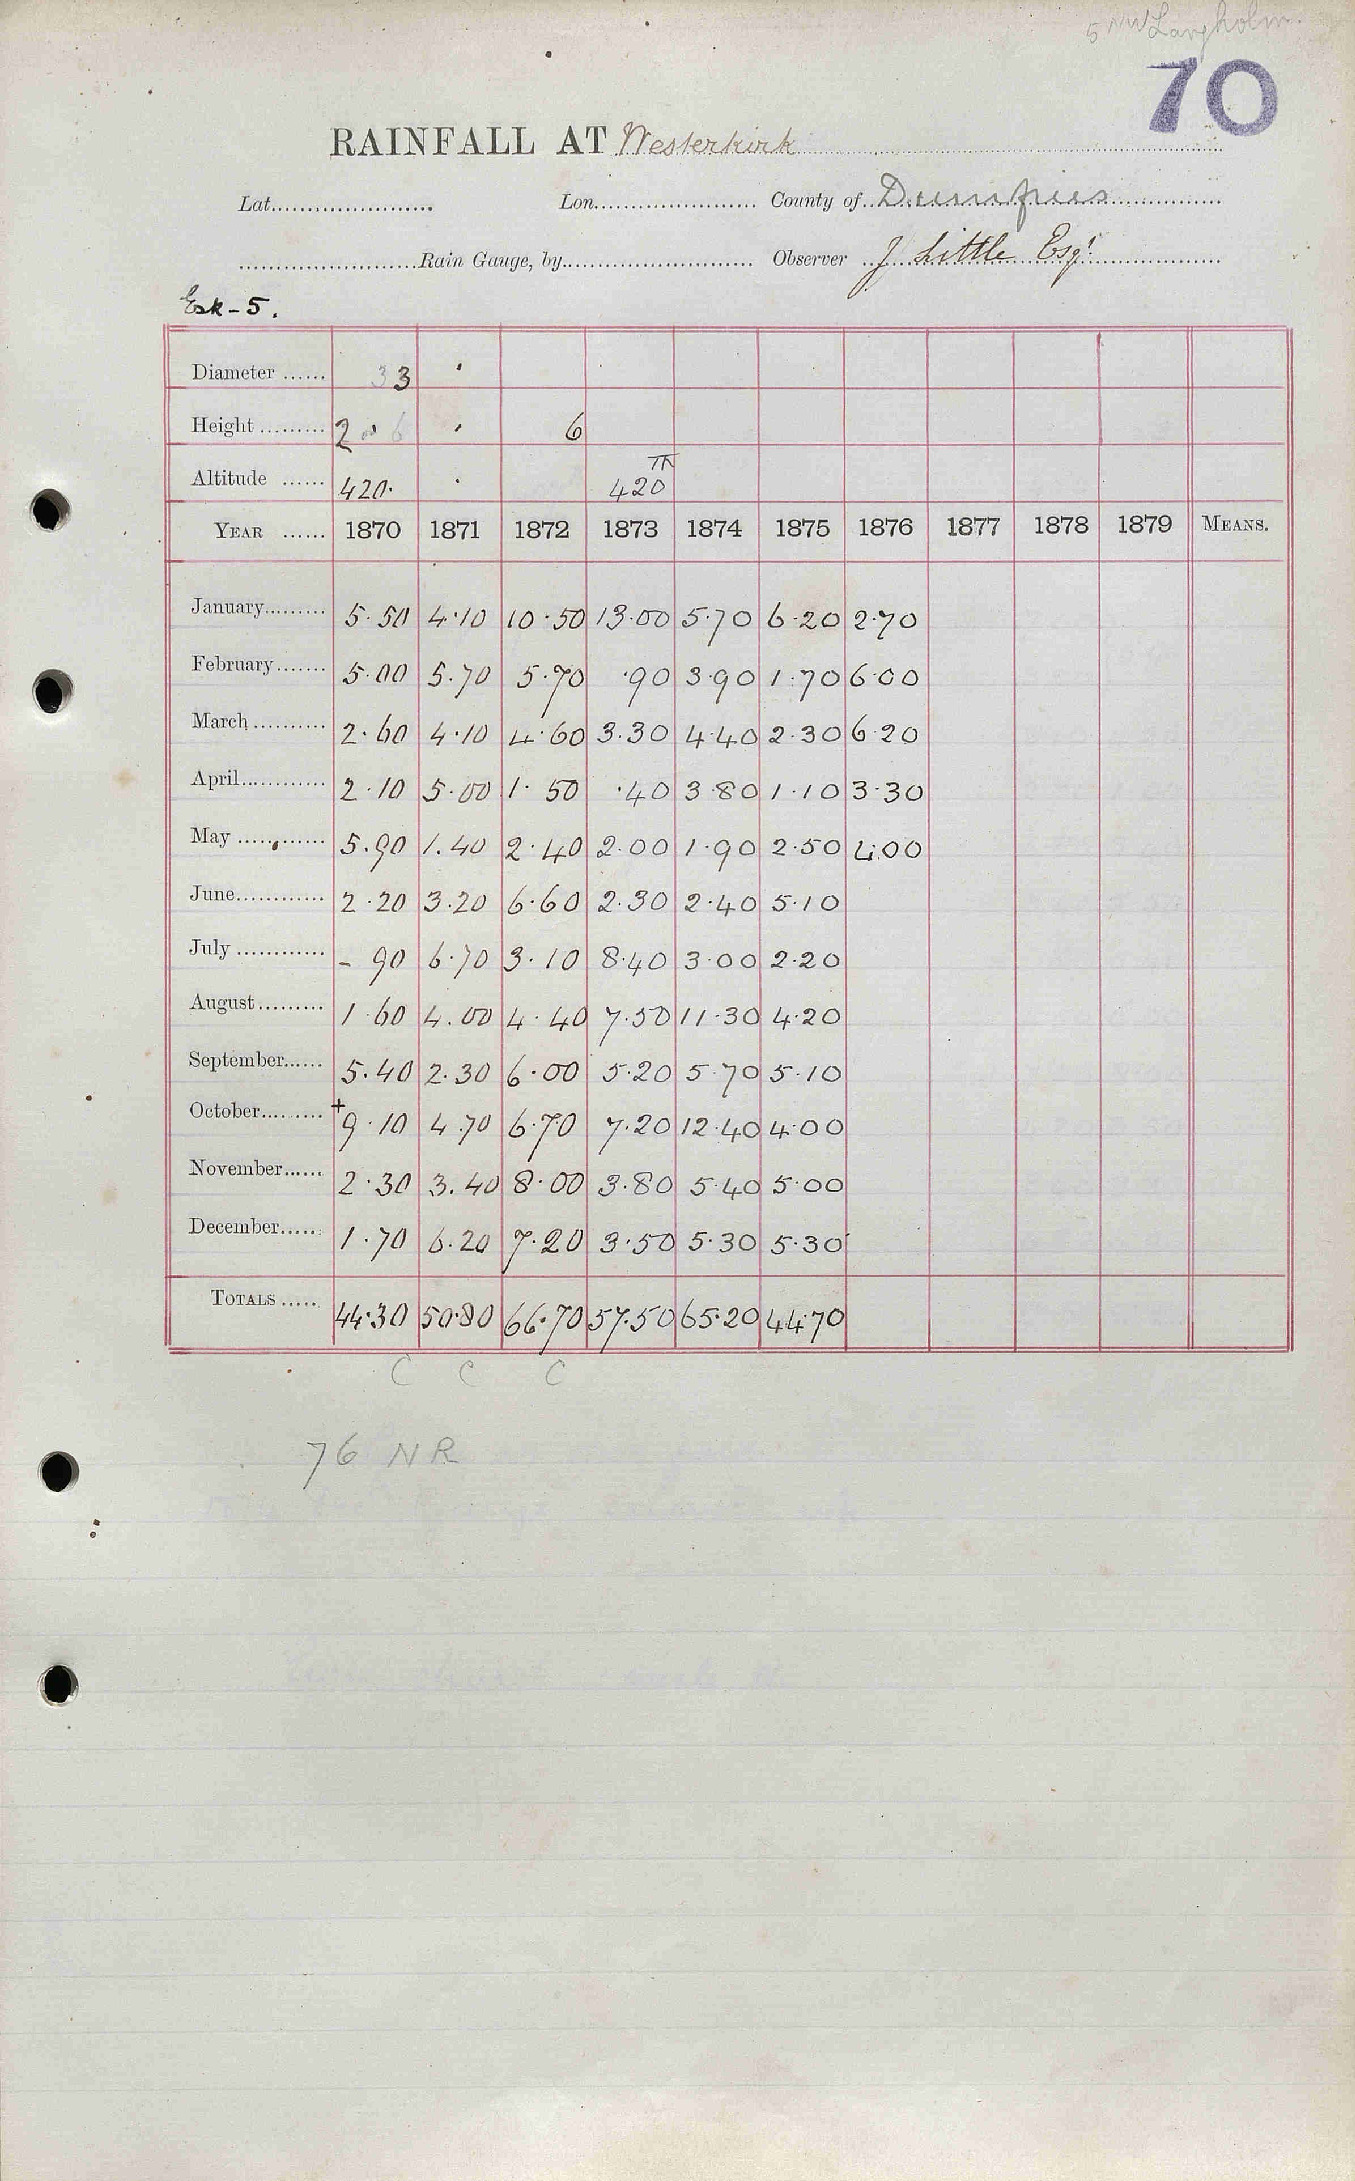 5 NW Langholm.
70
RAINFALL AT Westerkirk
Lat. Lon. County of Dumfries
Rain Gauge, by Observer J Little Esqr
Esk-5.
Diameter 3 3 '
Height 2 6 ' 6
Altitude 420. . TR 420
YEAR 1870 1871 1872 1873 1874 1875 1876 1877 1878 1879 MEANS.
January 5.50 4.10 10.50 13.00 5.70 6.20 2.70
February 5.00 5.70 5.70 .90 3.90 1.70 6.00
March 2.60 4.10 4.60 3.30 4.40 2.30 6.20
April 2.10 5.00 1.50 .40 3.80 1.10 3.30
May 5.90 1.40 2.40 2.00 1.90 2.50 4.00
June 2.20 3.20 6.60 2.30 2.40 5.10
July - 90 6.70 3.10 8.40 3.00 2.20
August 1.60 4.00 4.40 7.50 11.30 4.20
September 5.40 2.30 6.00 5.20 5.70 5.10
October +9.10 4.70 6.70 7.20 12.40 4.00
November 2.30 3.40 8.00 3.80 5.40 5.00
December 1.70 6.20 7.20 3.50 5.30 5.30
TOTALS 44.30 50.80 66.70 57.50 65.20 44.70
C C C
76 NR